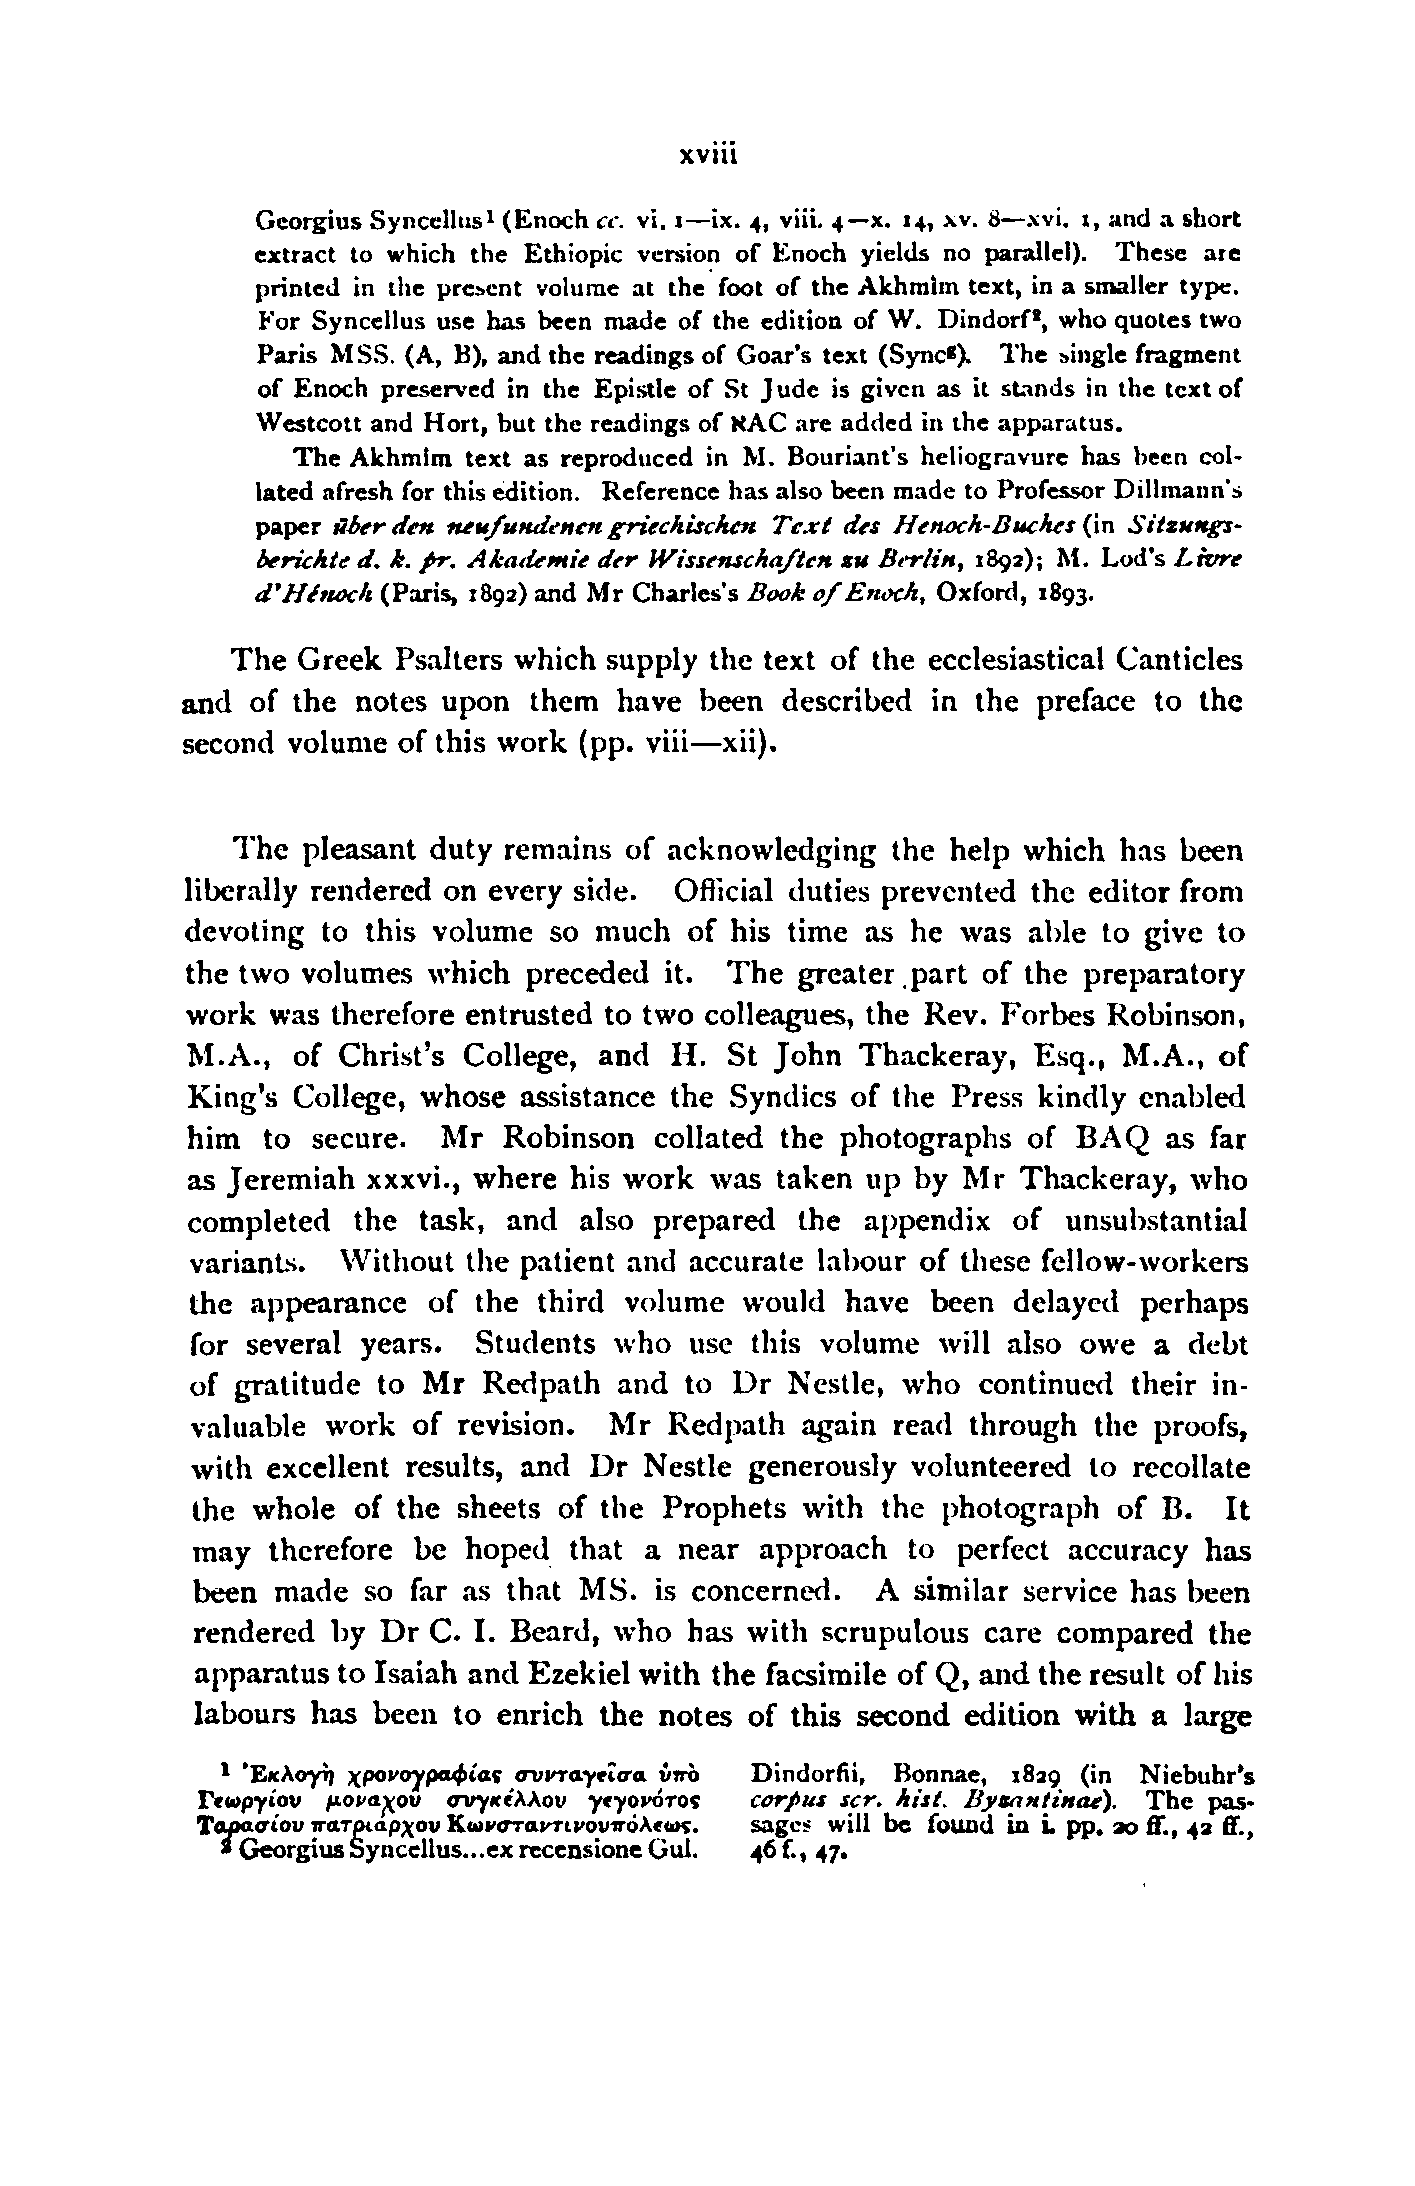 xviii
Georgius Syncellus¹ (Enoch cc. vi. 1—ix. 4, viii. 4—x. 14, xv. 8—xvi. 1, and a short
extract to which the Ethiopic version of Enoch yields no parallel). These are
printed in the present volume at the foot of the Akhmîm text, in a smaller type.
For Syncellus use has been made of the edition of W. Dindorf², who quotes two
Paris MSS. (A, B), and the readings of Goar's text (Syncᵍ). The single fragment
of Enoch preserved in the Epistle of St Jude is given as it stands in the text of
Westcott and Hort, but the readings of אAC are added in the apparatus.
The Akhmîm text as reproduced in M. Bouriant's heliogravure has been col-
lated afresh for this edition. Reference has also been made to Professor Dillmann's
paper über den neufundenen griechischen Text des Henoch-Buches (in Sitzungs-
berichte d. k. pr. Akademie der Wissenschaften zu Berlin, 1892); M. Lod's Livre
d'Hénoch (Paris, 1892) and Mr Charles's Book of Enoch, Oxford, 1893.
The Greek Psalters which supply the text of the ecclesiastical Canticles
and of the notes upon them have been described in the preface to the
second volume of this work (pp. viii—xii).
The pleasant duty remains of acknowledging the help which has been
liberally rendered on every side. Official duties prevented the editor from
devoting to this volume so much of his time as he was able to give to
the two volumes which preceded it. The greater part of the preparatory
work was therefore entrusted to two colleagues, the Rev. Forbes Robinson,
M.A., of Christ's College, and H. St John Thackeray, Esq., M.A., of
King's College, whose assistance the Syndics of the Press kindly enabled
him to secure. Mr Robinson collated the photographs of BAQ as far
as Jeremiah xxxvi., where his work was taken up by Mr Thackeray, who
completed the task, and also prepared the appendix of unsubstantial
variants. Without the patient and accurate labour of these fellow-workers
the appearance of the third volume would have been delayed perhaps
for several years. Students who use this volume will also owe a debt
of gratitude to Mr Redpath and to Dr Nestle, who continued their in-
valuable work of revision. Mr Redpath again read through the proofs,
with excellent results, and Dr Nestle generously volunteered to recollate
the whole of the sheets of the Prophets with the photograph of B. It
may therefore be hoped that a near approach to perfect accuracy has
been made so far as that MS. is concerned. A similar service has been
rendered by Dr C. I. Beard, who has with scrupulous care compared the
apparatus to Isaiah and Ezekiel with the facsimile of Q, and the result of his
labours has been to enrich the notes of this second edition with a large
¹ Ἐκλογὴ χρονογραφίας συνταγεῖσα ὑπὸ
Γεωργίου μοναχοῦ συγκέλλου γεγονότος
Ταρασίου πατριάρχου Κωνσταντινουπόλεως.
² Georgius Syncellus...ex recensione Gul.
Dindorfii, Bonnae, 1829 (in Niebuhr's
corpus scr. hist. Byzantinae). The pas-
sages will be found in i. pp. 20 ff., 42 ff.,
46 f., 47.